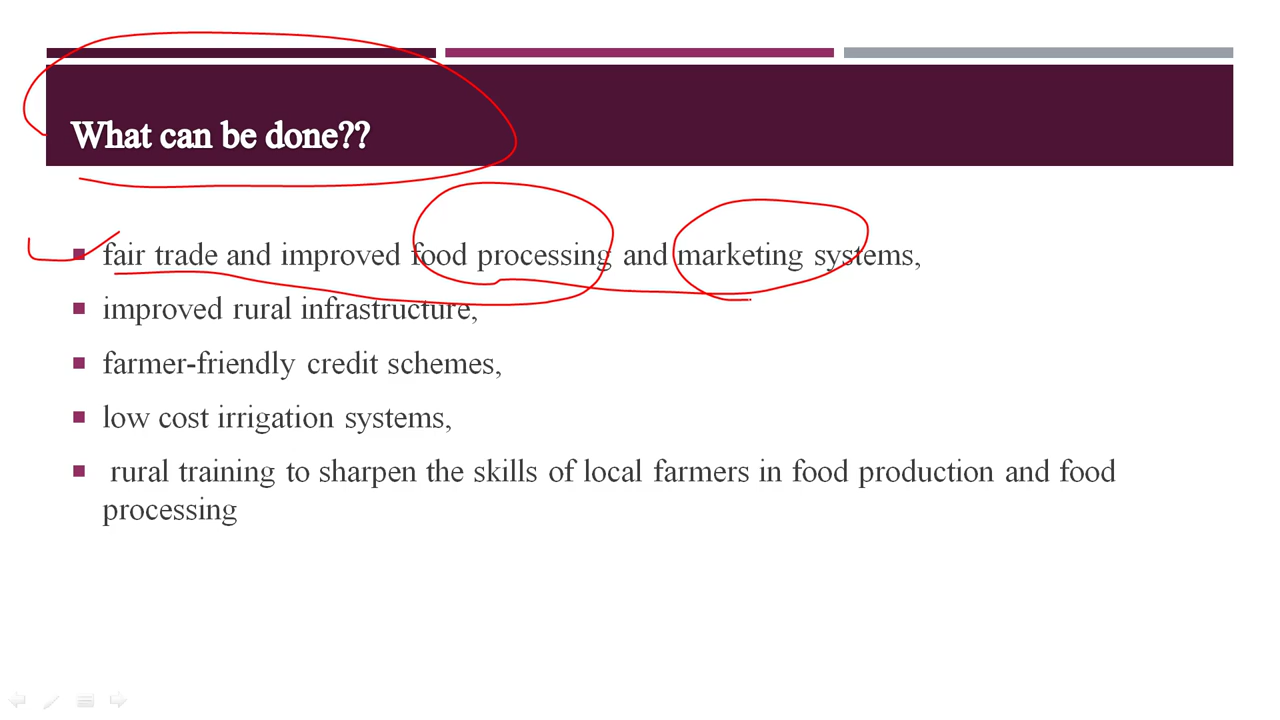 What can be done??
fair trade and improved food processing and marketing systems,
improved rural infrastructure,
farmer-friendly credit schemes,
low cost irrigation systems,
rural training to sharpen the skills of local farmers in food production and food
processing